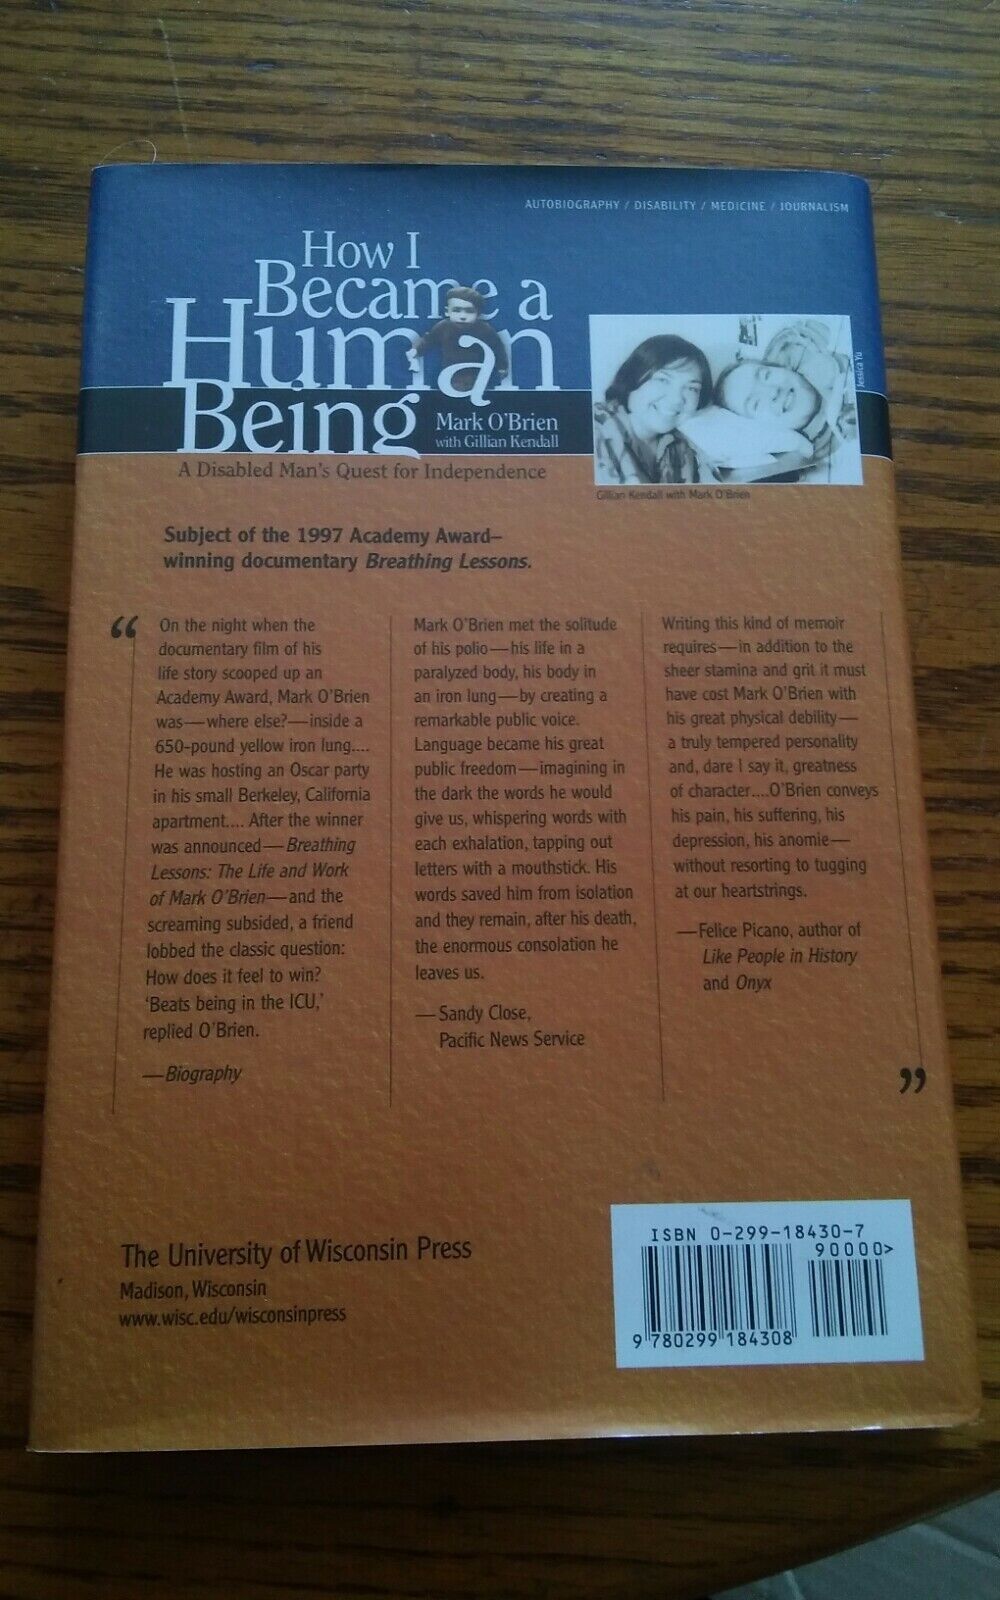 AUTOBIOGRAPHY / DISABILITY / MEDICINE / JOURNALISM
How I
Became a
Human
Being
Mark O'Brien
with Gillian Kendall
A Disabled Man's Quest for Independence
Jessica Yu
Gillian Kendall with Mark O'Brien
Subject of the 1997 Academy Award–
winning documentary Breathing Lessons.
“
On the night when the
documentary film of his
life story scooped up an
Academy Award, Mark O'Brien
was—where else?—inside a
650-pound yellow iron lung....
He was hosting an Oscar party
in his small Berkeley, California
apartment.... After the winner
was announced—Breathing
Lessons: The Life and Work
of Mark O'Brien—and the
screaming subsided, a friend
lobbed the classic question:
How does it feel to win?
'Beats being in the ICU,'
replied O'Brien.
—Biography
Mark O'Brien met the solitude
of his polio—his life in a
paralyzed body, his body in
an iron lung—by creating a
remarkable public voice.
Language became his great
public freedom—imagining in
the dark the words he would
give us, whispering words with
each exhalation, tapping out
letters with a mouthstick. His
words saved him from isolation
and they remain, after his death,
the enormous consolation he
leaves us.
—Sandy Close,
Pacific News Service
Writing this kind of memoir
requires—in addition to the
sheer stamina and grit it must
have cost Mark O'Brien with
his great physical debility—
a truly tempered personality
and, dare I say it, greatness
of character....O'Brien conveys
his pain, his suffering, his
depression, his anomie—
without resorting to tugging
at our heartstrings.
—Felice Picano, author of
Like People in History
and Onyx
”
The University of Wisconsin Press
Madison, Wisconsin
www.wisc.edu/wisconsinpress
ISBN 0-299-18430-7
90000>
9 780299 184308